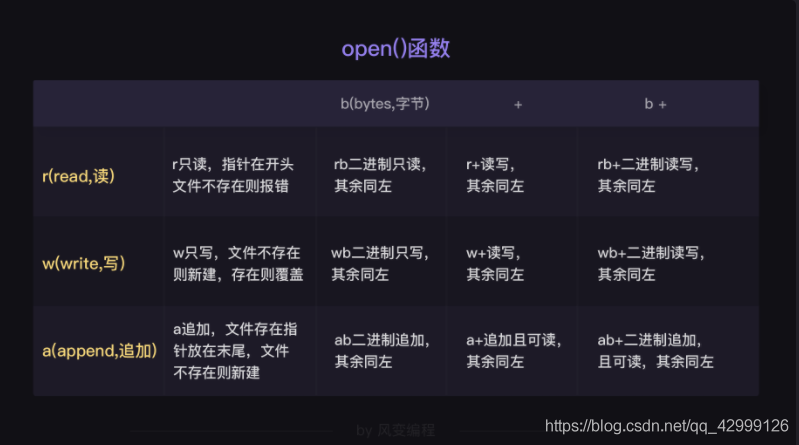 open()函数
b(bytes,字节)
+
b +
r(read,读)
r只读，指针在开头
文件不存在则报错
rb二进制只读，
其余同左
r+读写，
其余同左
rb+二进制读写，
其余同左
w(write,写)
w只写，文件不存在
则新建，存在则覆盖
wb二进制只写，
其余同左
w+读写，
其余同左
wb+二进制读写，
其余同左
a(append,追加)
a追加，文件存在指
针放在末尾，文件
不存在则新建
ab二进制追加，
其余同左
a+追加且可读，
其余同左
ab+二进制追加，
且可读，其余同左
by 风变编程
https://blog.csdn.net/qq_42999126